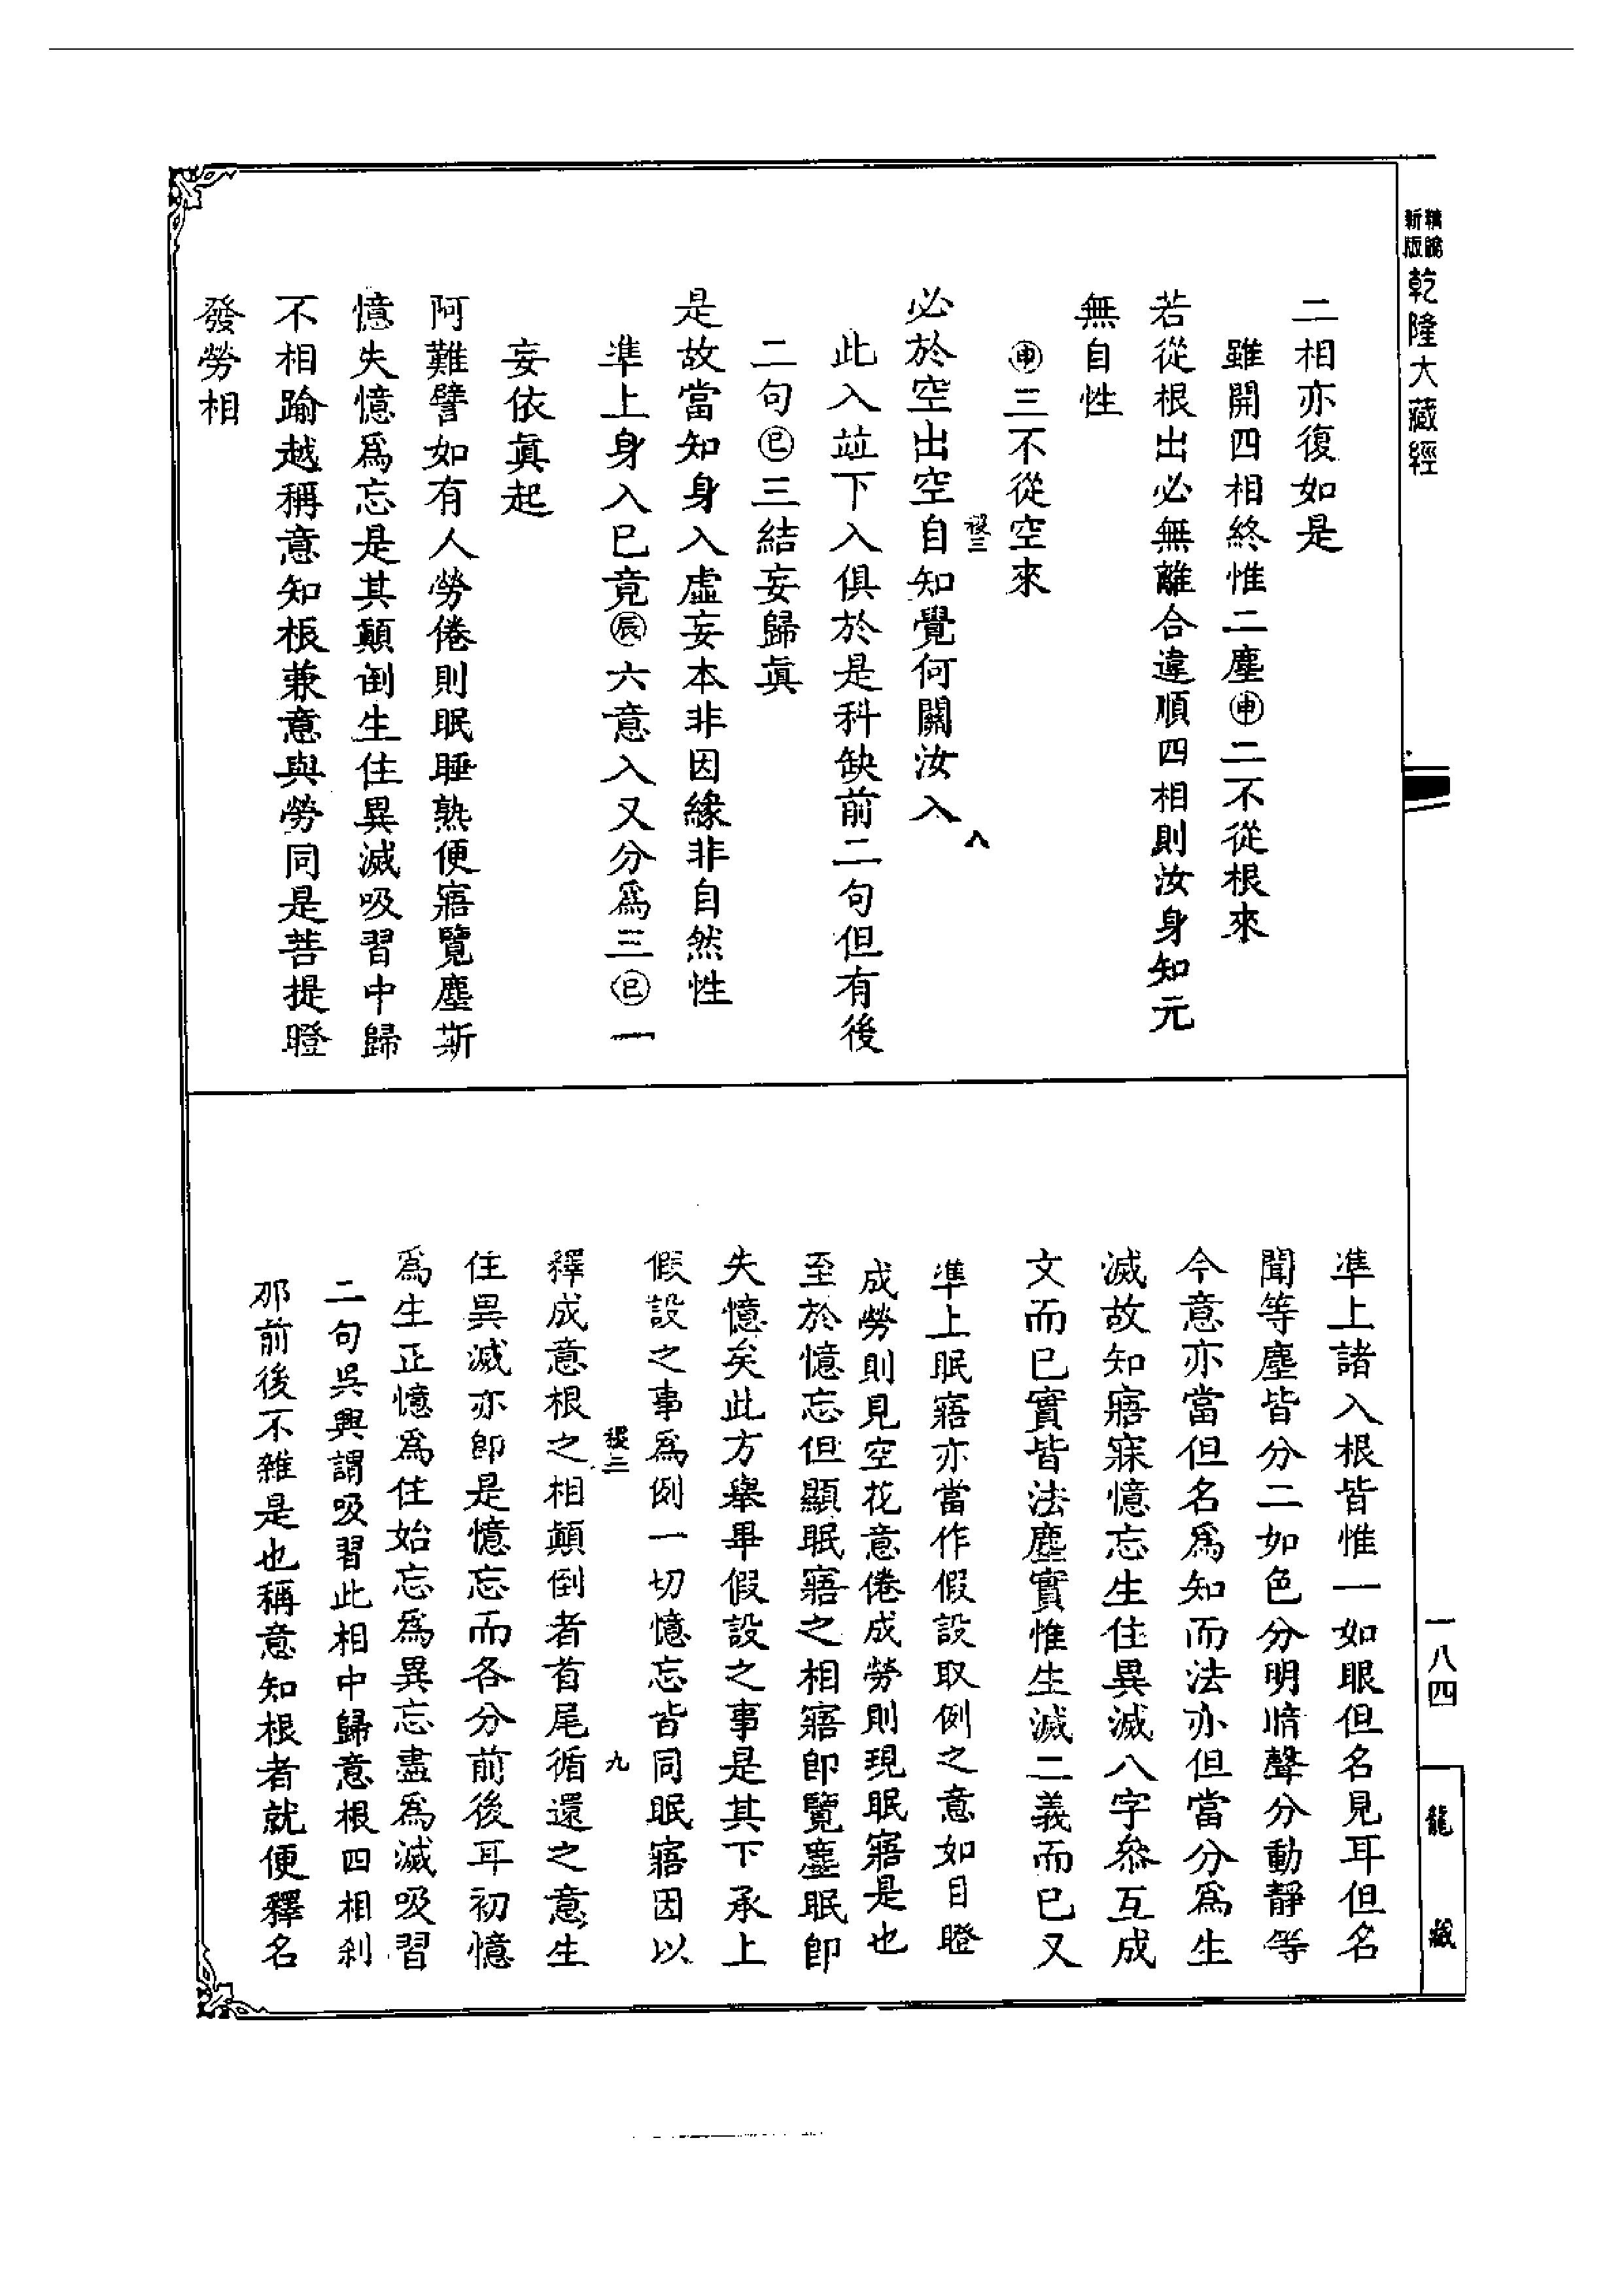 新版
精縮
乾隆大藏經
二相亦復如是
雖開四相終惟二塵㊥二不從根來
若從根出必無離合違順四相則汝身知元
無自性
㊥三不從空來
必於空出空自知覺何關汝入
八
此入並下入俱於是科缺前二句但有後
二句㊁三結妄歸眞
是故當知身入虛妄本非因緣非自然性
準上身入已竟辰六意入又分爲三巳一
妄依眞起
阿難譬如有人勞倦則眠睡熟便寤覽塵斯
憶失憶爲忘是其顚倒生住異滅吸習中歸
不相踰越稱意知根兼意與勞同是菩提瞪
發勞相
準上諸入根皆惟一如眼但名見耳但名
聞等塵皆分二如色分明暗聲分動靜等
今意亦當但名爲知而法亦但當分爲生
滅故知寤寐憶忘生住異滅八字叅互成
文而已實皆法塵實惟生滅二義而已又
準上眠寤亦當作假設取例之意如目瞪
成勞則見空花意倦成勞則現眠寤是也
至於憶忘但顯眠寤之相寤卽覽塵眠卽
失憶矣此方舉畢假設之事是其下承上
假設之事爲例一切憶忘皆同眠寤因以
九
釋成意根之相顚倒者首尾循還之意生
住異滅亦卽是憶忘而各分前後耳初憶
爲生正憶爲住始忘爲異忘盡爲滅吸習
二句吳興謂吸習此相中歸意根四相刹
那前後不雜是也稱意知根者就便釋名
一八四
龍藏